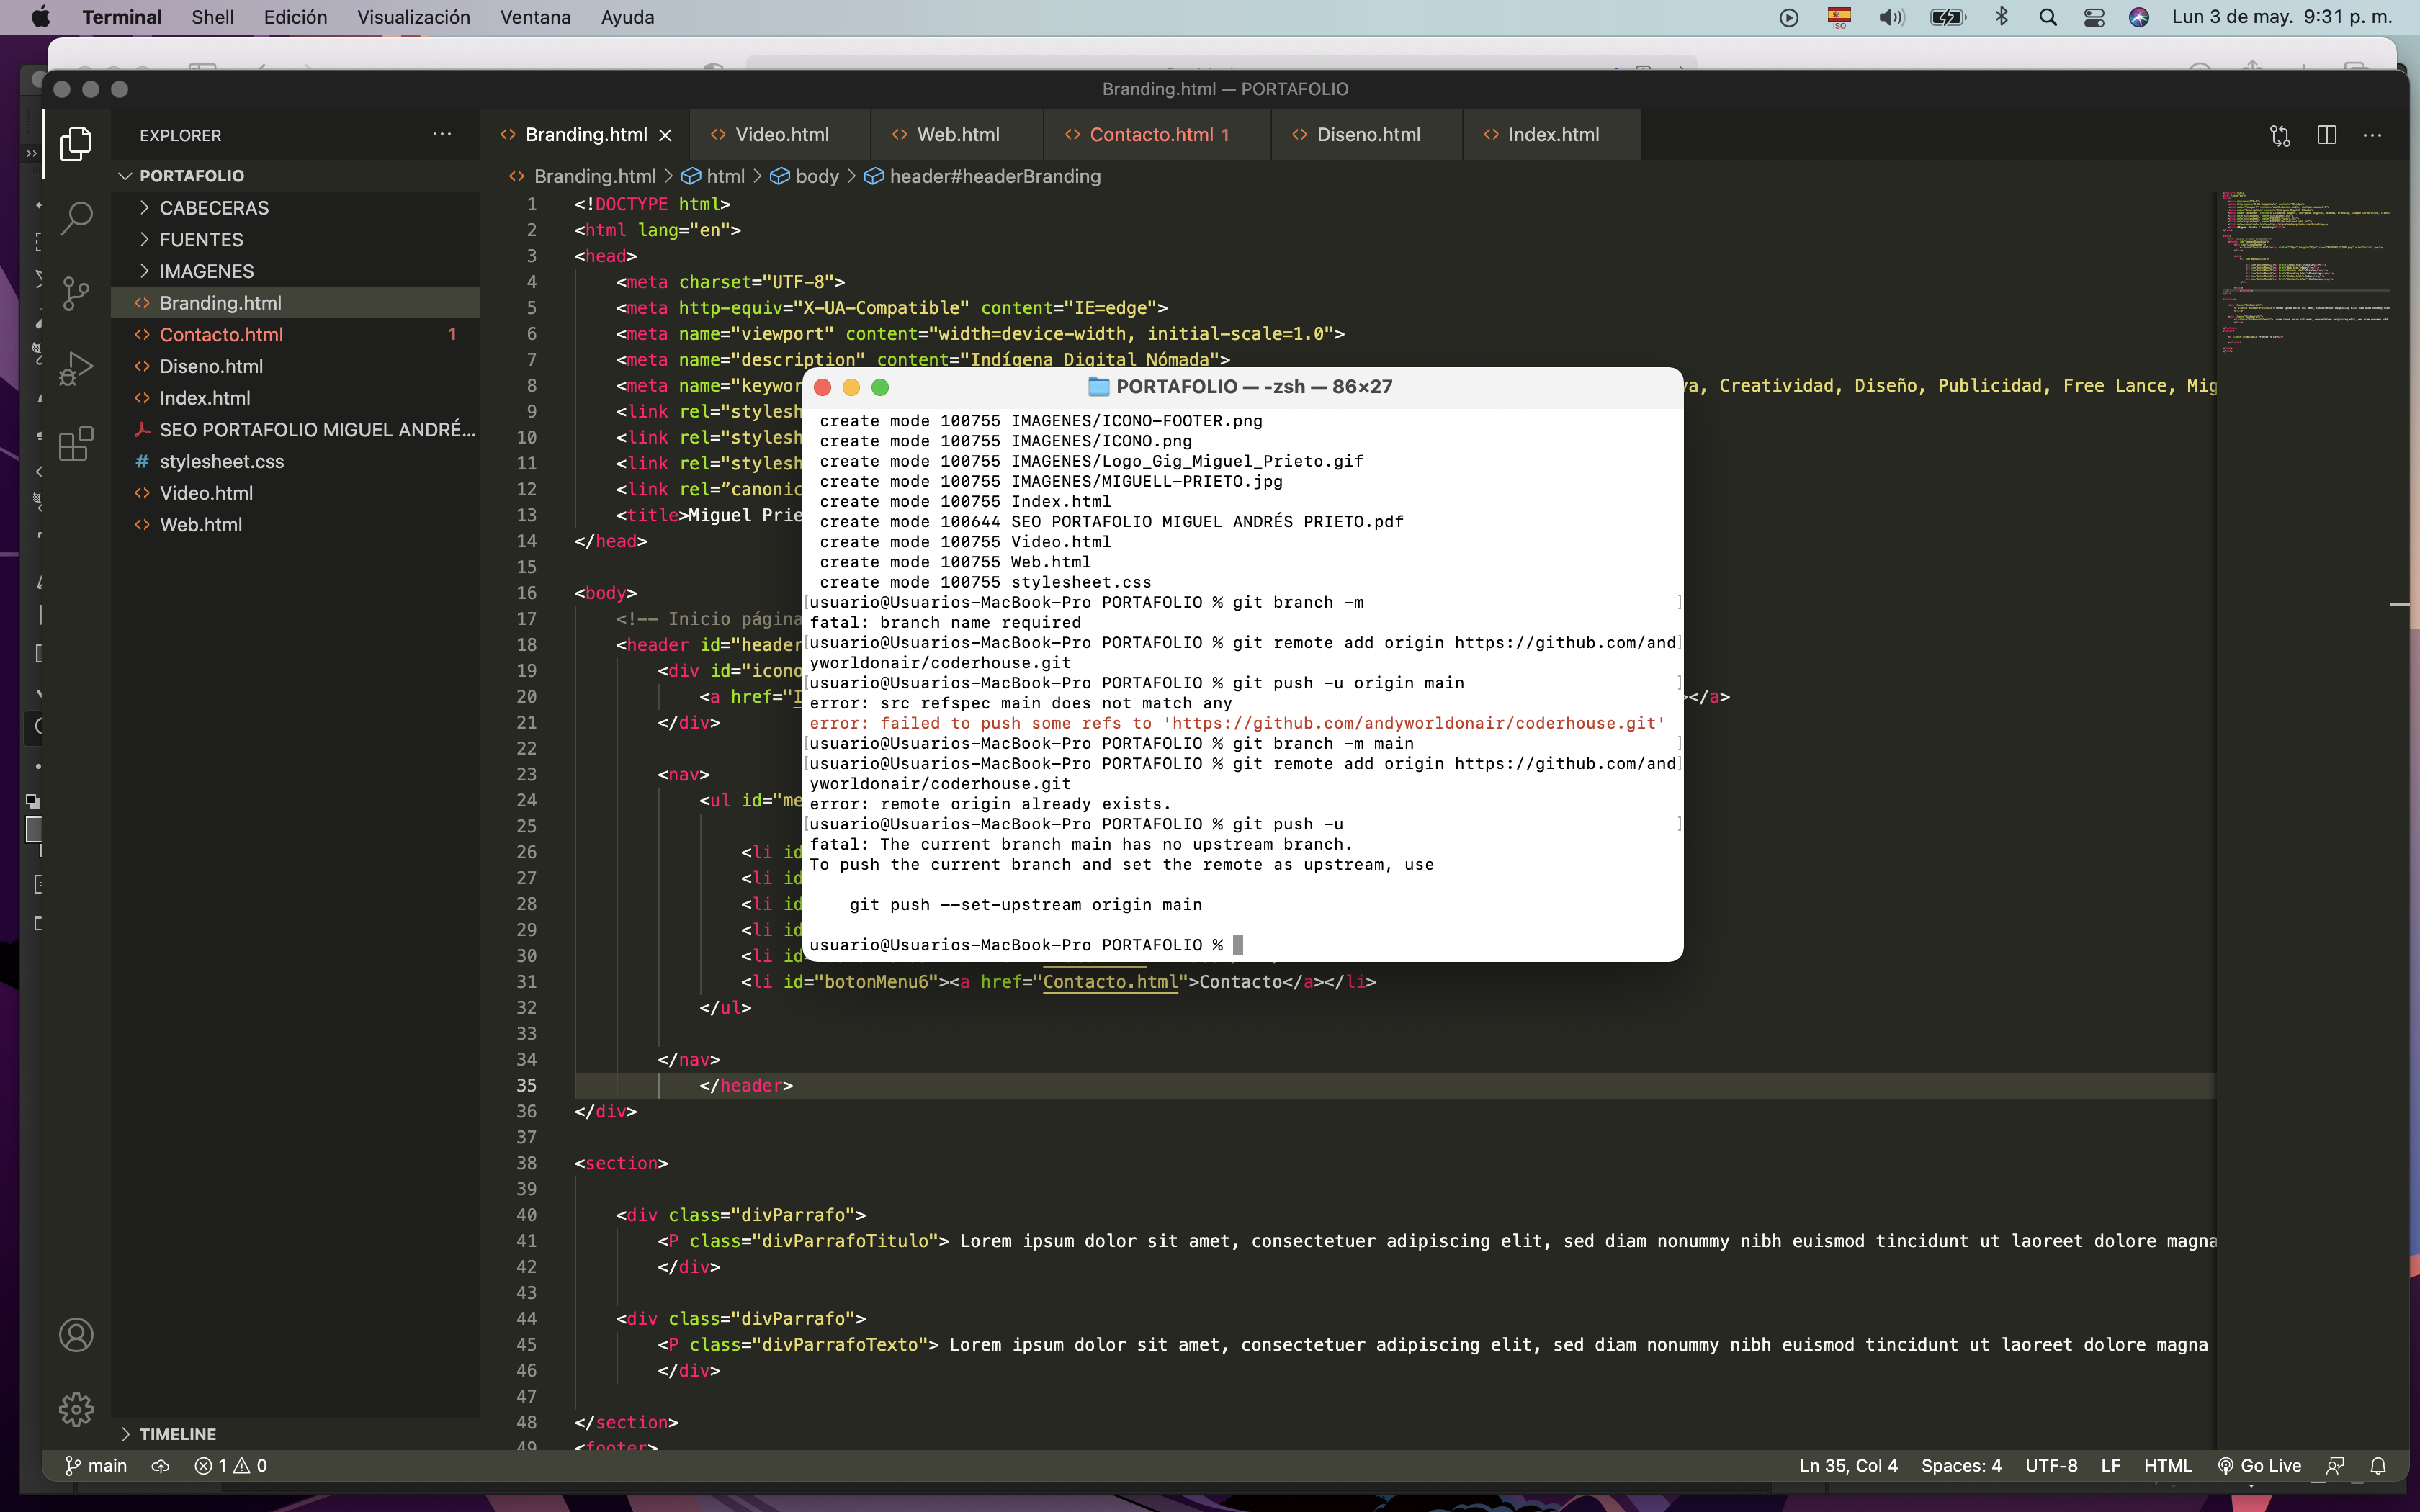 Terminal Shell Edición Visualización Ventana Ayuda
ISO
Lun 3 de may. 9:31 p. m.
Branding.html — PORTAFOLIO
EXPLORER
Branding.html Video.html Web.html Contacto.html 1 Diseno.html Index.html
PORTAFOLIO
Branding.html > html > body > header#headerBranding
CABECERAS
FUENTES
IMAGENES
Branding.html
Contacto.html 1
Diseno.html
Index.html
SEO PORTAFOLIO MIGUEL ANDRÉ...
stylesheet.css
Video.html
Web.html
TIMELINE
1 <!DOCTYPE html>
2 <html lang="en">
3 <head>
4 <meta charset="UTF-8">
5 <meta http-equiv="X-UA-Compatible" content="IE=edge">
6 <meta name="viewport" content="width=device-width, initial-scale=1.0">
7 <meta name="description" content="Indígena Digital Nómada">
8 <meta name="keywor va, Creatividad, Diseño, Publicidad, Free Lance, Mig
9 <link rel="stylesh
10 <link rel="stylesh
11 <link rel="stylesh
12 <link rel=”canonic
13 <title>Miguel Prie
14 </head>
15
16 <body>
17 <!-- Inicio página
18 <header id="header
19 <div id="icono
20 <a href="I ></a>
21 </div>
22
23 <nav>
24 <ul id="me
25
26 <li id
27 <li id
28 <li id
29 <li id
30 <li id
31 <li id="botonMenu6"><a href="Contacto.html">Contacto</a></li>
32 </ul>
33
34 </nav>
35 </header>
36 </div>
37
38 <section>
39
40 <div class="divParrafo">
41 <P class="divParrafoTitulo"> Lorem ipsum dolor sit amet, consectetuer adipiscing elit, sed diam nonummy nibh euismod tincidunt ut laoreet dolore magna
42 </div>
43
44 <div class="divParrafo">
45 <P class="divParrafoTexto"> Lorem ipsum dolor sit amet, consectetuer adipiscing elit, sed diam nonummy nibh euismod tincidunt ut laoreet dolore magna
46 </div>
47
48 </section>
49 <footer>
PORTAFOLIO — -zsh — 86×27
create mode 100755 IMAGENES/ICONO-FOOTER.png
create mode 100755 IMAGENES/ICONO.png
create mode 100755 IMAGENES/Logo_Gig_Miguel_Prieto.gif
create mode 100755 IMAGENES/MIGUELL-PRIETO.jpg
create mode 100755 Index.html
create mode 100644 SEO PORTAFOLIO MIGUEL ANDRÉS PRIETO.pdf
create mode 100755 Video.html
create mode 100755 Web.html
create mode 100755 stylesheet.css
[usuario@Usuarios-MacBook-Pro PORTAFOLIO % git branch -m ]
fatal: branch name required
[usuario@Usuarios-MacBook-Pro PORTAFOLIO % git remote add origin https://github.com/and]
yworldonair/coderhouse.git
[usuario@Usuarios-MacBook-Pro PORTAFOLIO % git push -u origin main ]
error: src refspec main does not match any
error: failed to push some refs to 'https://github.com/andyworldonair/coderhouse.git'
[usuario@Usuarios-MacBook-Pro PORTAFOLIO % git branch -m main ]
[usuario@Usuarios-MacBook-Pro PORTAFOLIO % git remote add origin https://github.com/and]
yworldonair/coderhouse.git
error: remote origin already exists.
[usuario@Usuarios-MacBook-Pro PORTAFOLIO % git push -u ]
fatal: The current branch main has no upstream branch.
To push the current branch and set the remote as upstream, use
git push --set-upstream origin main
usuario@Usuarios-MacBook-Pro PORTAFOLIO %
main 1 0
Ln 35, Col 4 Spaces: 4 UTF-8 LF HTML Go Live